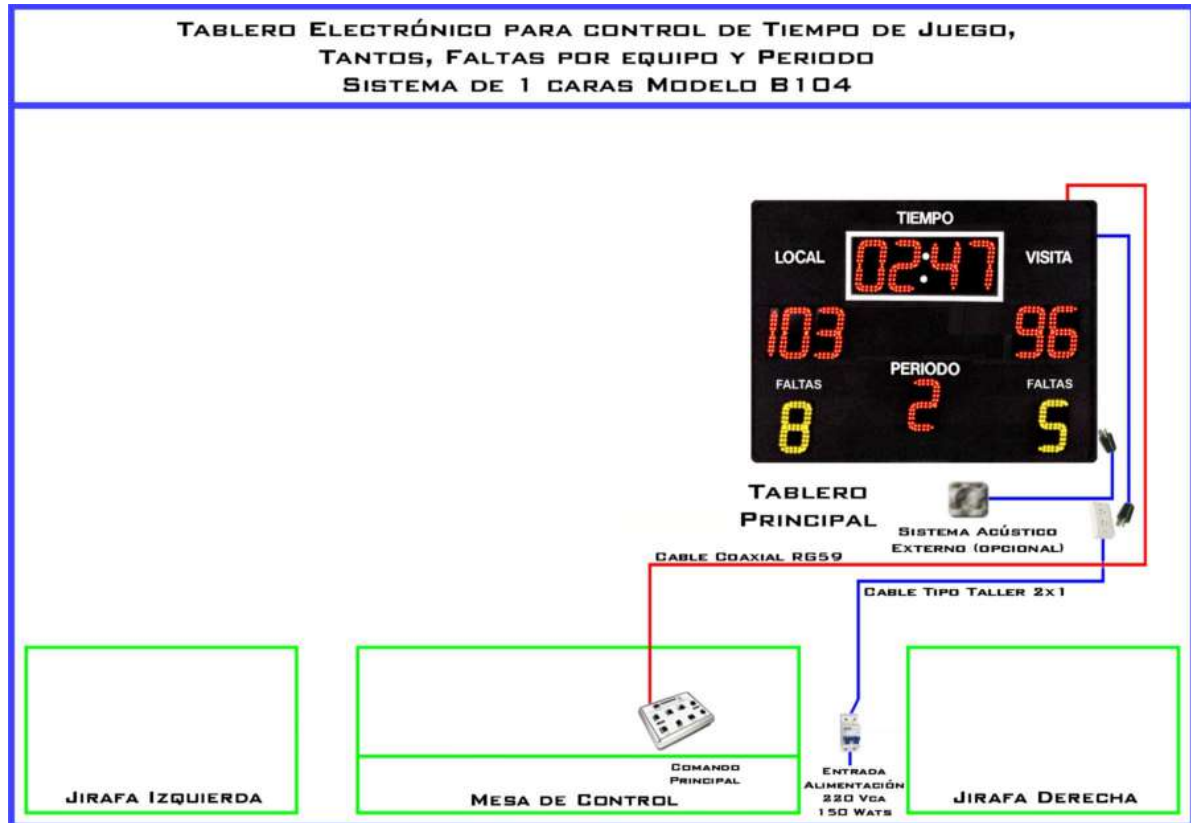 Tablero Electrónico para control de Tiempo de Juego,
Tantos, Faltas por equipo y Periodo
Sistema de 1 caras Modelo B104
TIEMPO
LOCAL
02:47
VISITA
103
96
PERIODO
FALTAS
2
FALTAS
8
5
Tablero
Principal
Sistema Acústico
Externo (opcional)
Cable Coaxial RG59
Cable Tipo Taller 2x1
Comando
Principal
Entrada
Alimentación
220 Vca
150 Wats
Jirafa Izquierda
Mesa de Control
Jirafa Derecha